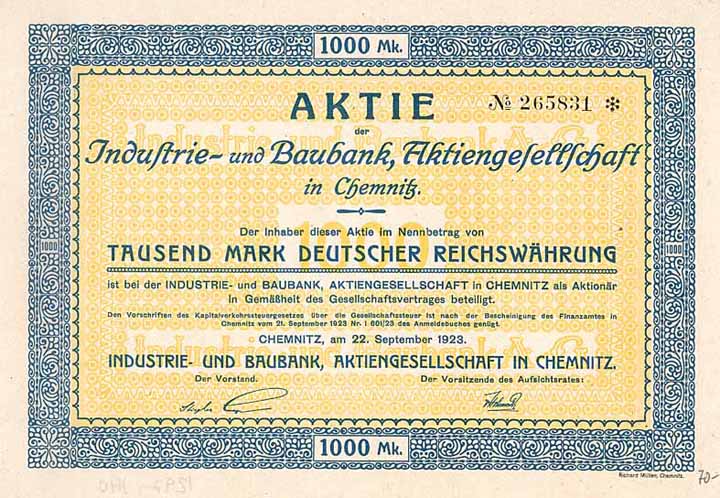 1000 Mk.
AKTIE
№ 265831 *
der
Industrie- und Baubank, Aktiengesellschaft
in Chemnitz.
Der Inhaber dieser Aktie im Nennbetrag von
TAUSEND MARK DEUTSCHER REICHSWÄHRUNG
1000
1000
1000
ist bei der INDUSTRIE- und BAUBANK, AKTIENGESELLSCHAFT in CHEMNITZ als Aktionär
in Gemäßheit des Gesellschaftsvertrages beteiligt.
Den Vorschriften des Kapitalverkehrssteuergesetzes über die Gesellschaftssteuer ist nach der Bescheinigung des Finanzamtes in
Chemnitz vom 21. September 1923 Nr. I 601/23 des Anmeldebuches genügt.
CHEMNITZ, am 22. September 1923.
INDUSTRIE- UND BAUBANK, AKTIENGESELLSCHAFT IN CHEMNITZ.
Der Vorstand.
Der Vorsitzende des Aufsichtsrates:
1000 Mk.
Richard Müller, Chemnitz.
70-